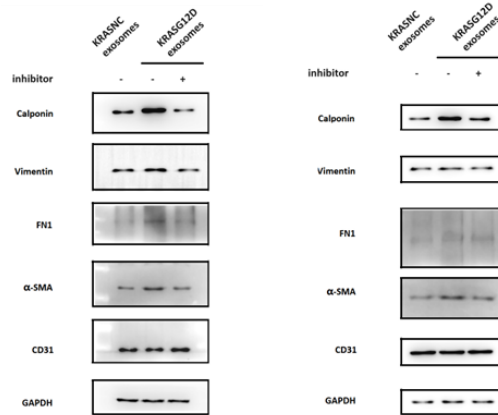 KRASNC
exosomes
KRASG12D
exosomes
inhibitor - - +
Calponin
Vimentin
FN1
α-SMA
CD31
GAPDH
KRASNC
exosomes
KRASG12D
exosomes
inhibitor - - +
Calponin
Vimentin
FN1
α-SMA
CD31
GAPDH